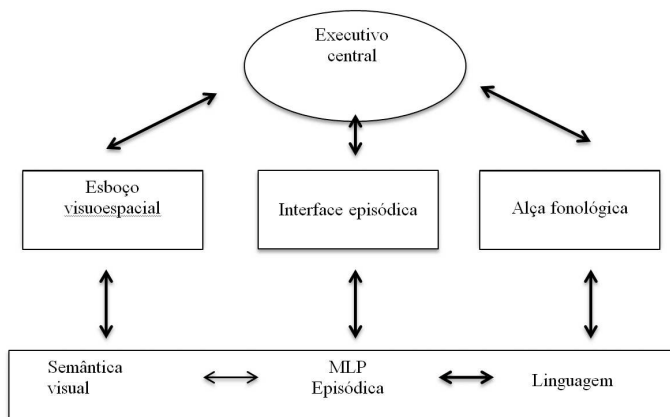 Executivo
central
Esboço
visuoespacial
Interface episódica
Alça fonológica
Semântica
visual
MLP
Episódica
Linguagem